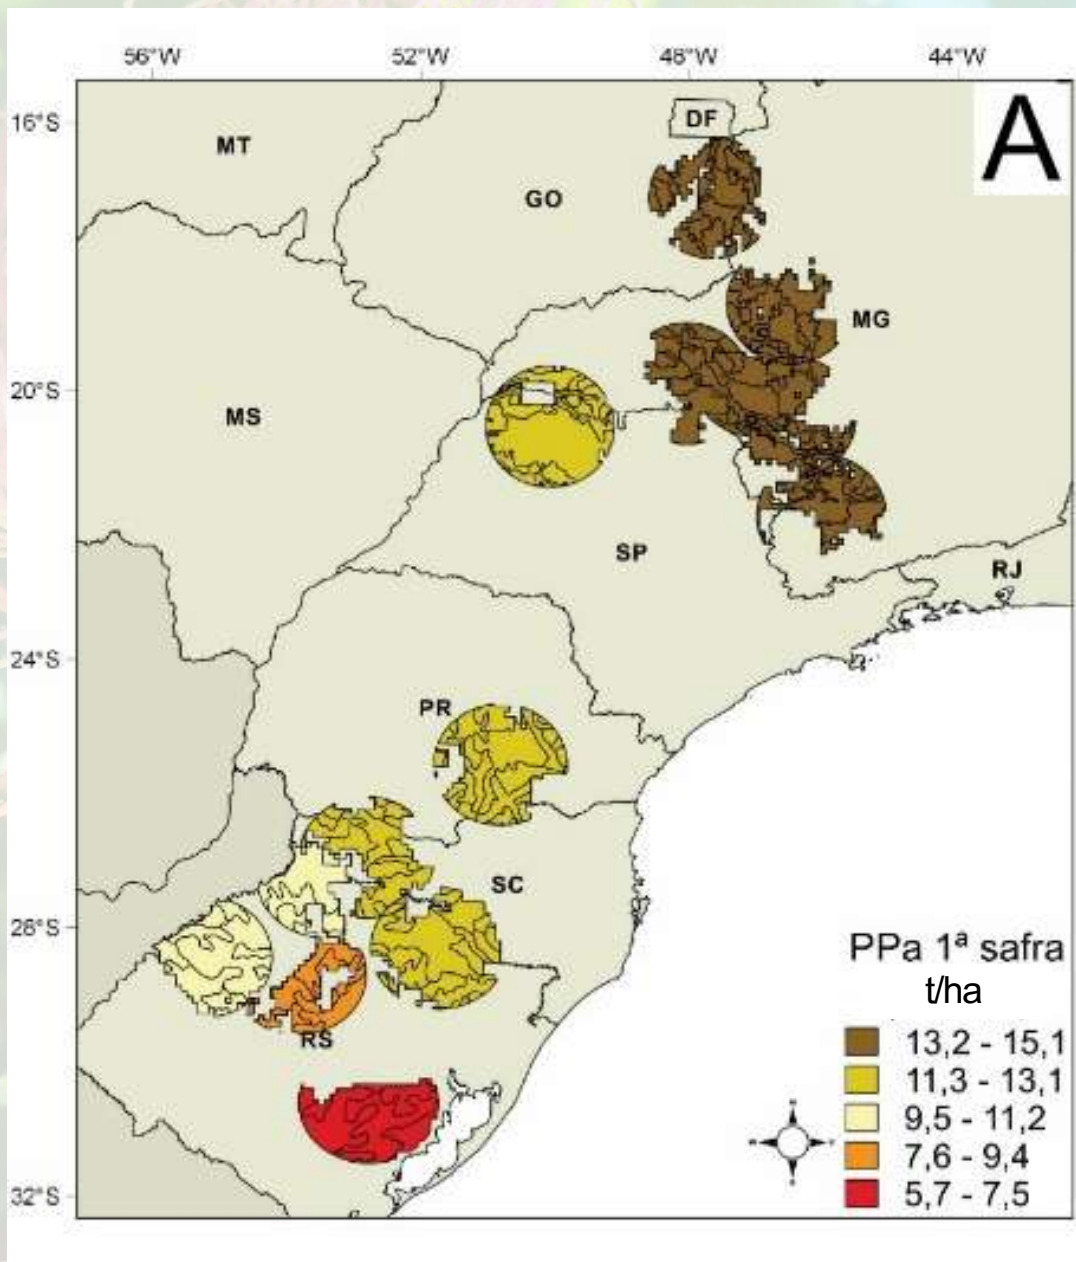 56°W 52°W 48°W 44°W
A
16°S
DF
MT
GO
MG
20°S
MS
SP
RJ
24°S
PR
SC
28°S
PPa 1ª safra
t/ha
RS
13,2 - 15,1
11,3 - 13,1
9,5 - 11,2
7,6 - 9,4
5,7 - 7,5
32°S